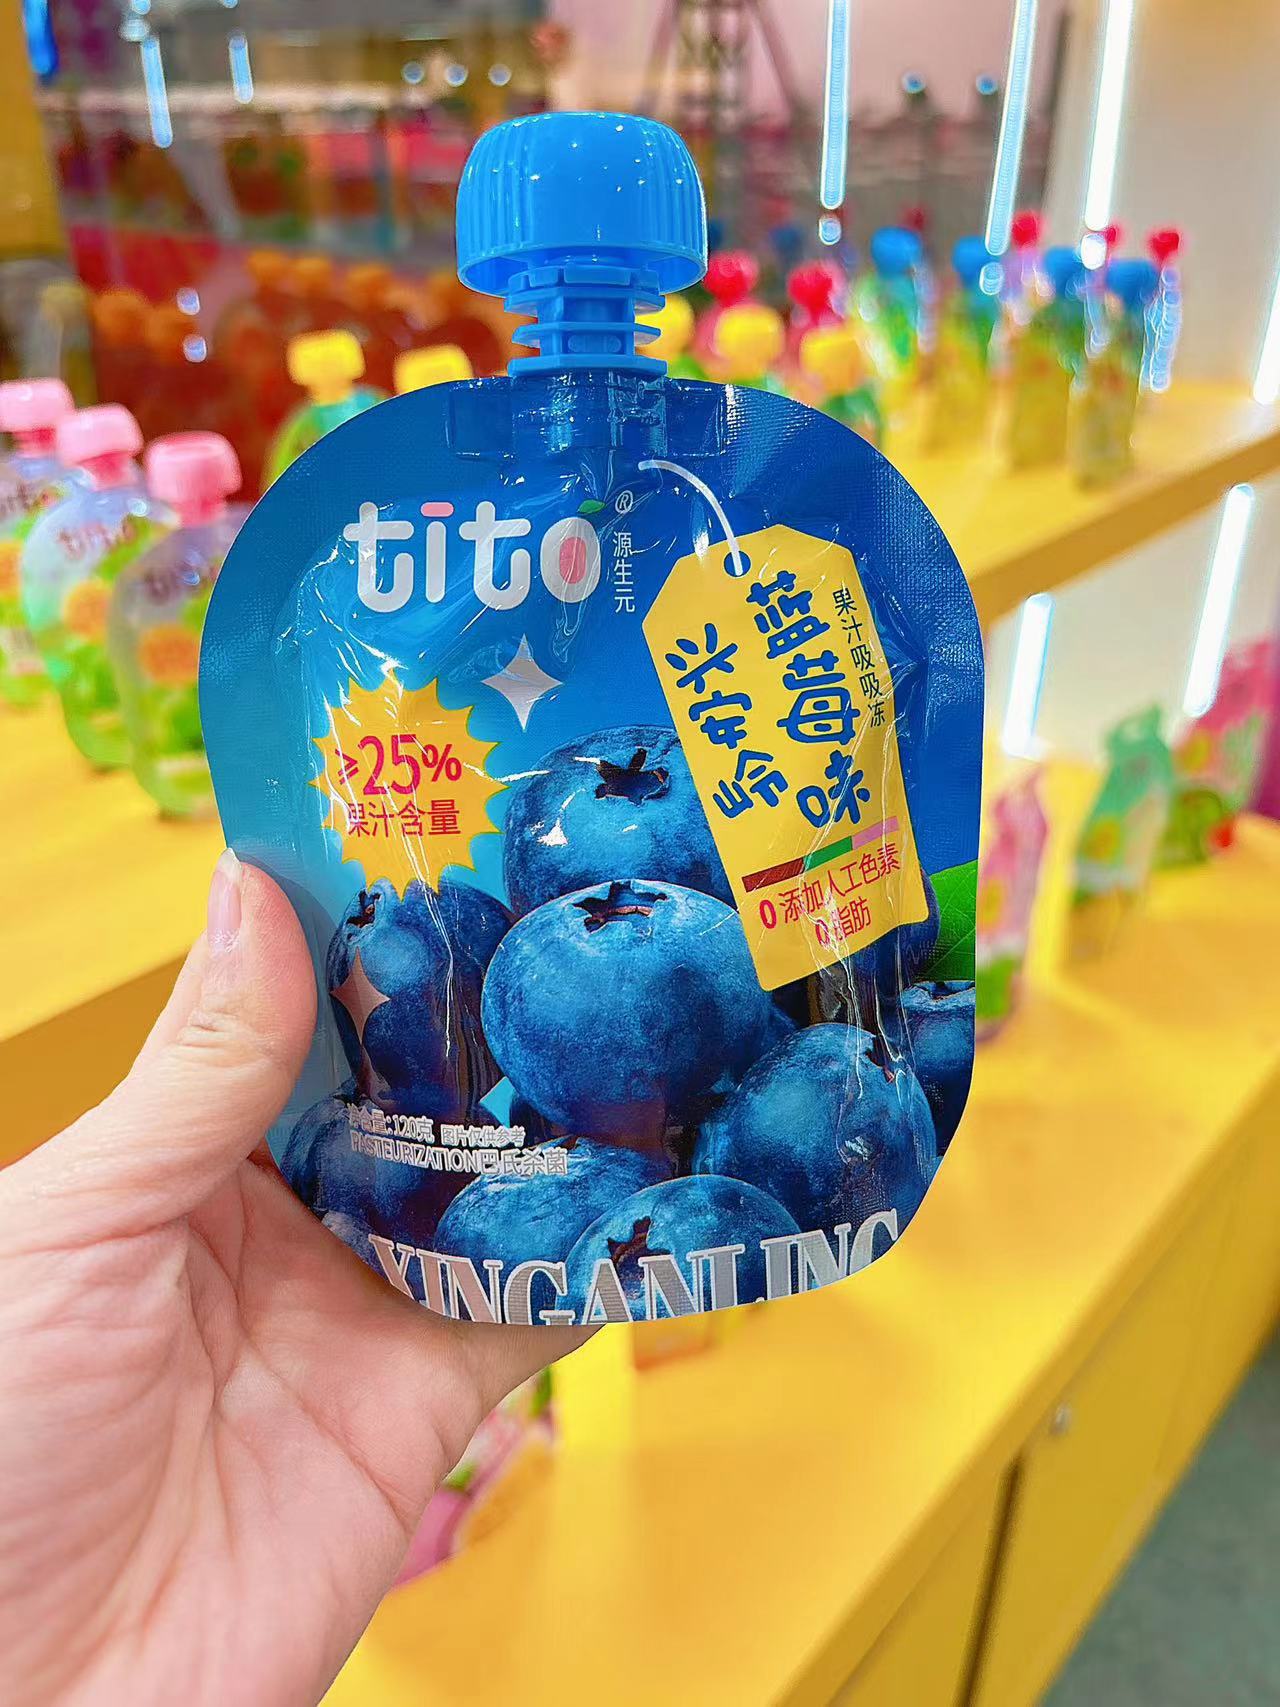 tito®
源生元
果汁吸吸冻
蓝莓味
兴安岭
≥25%
果汁含量
0添加人工色素
0脂肪
净含量:120克 图片仅供参考
PASTEURIZATION巴氏杀菌
XINGANLING
tito